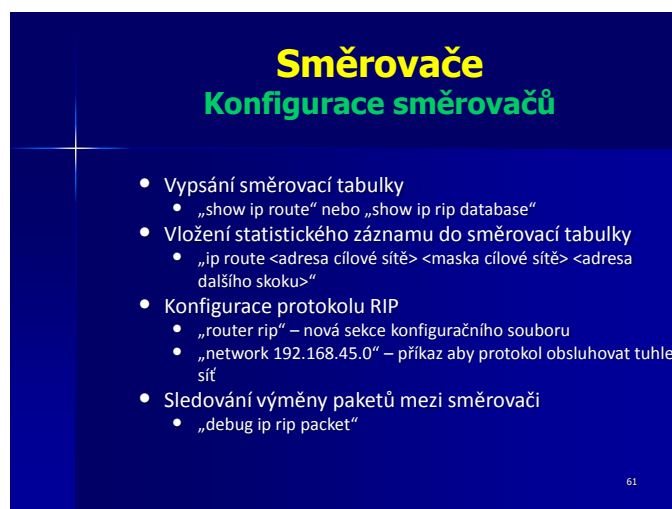 Směrovače
Konfigurace směrovačů
• Vypsání směrovací tabulky
• „show ip route“ nebo „show ip rip database“
• Vložení statistického záznamu do směrovací tabulky
• „ip route <adresa cílové sítě> <maska cílové sítě> <adresa
dalšího skoku>“
• Konfigurace protokolu RIP
• „router rip“ – nová sekce konfiguračního souboru
• „network 192.168.45.0“ – příkaz aby protokol obsluhovat tuhle
síť
• Sledování výměny paketů mezi směrovači
• „debug ip rip packet“
61